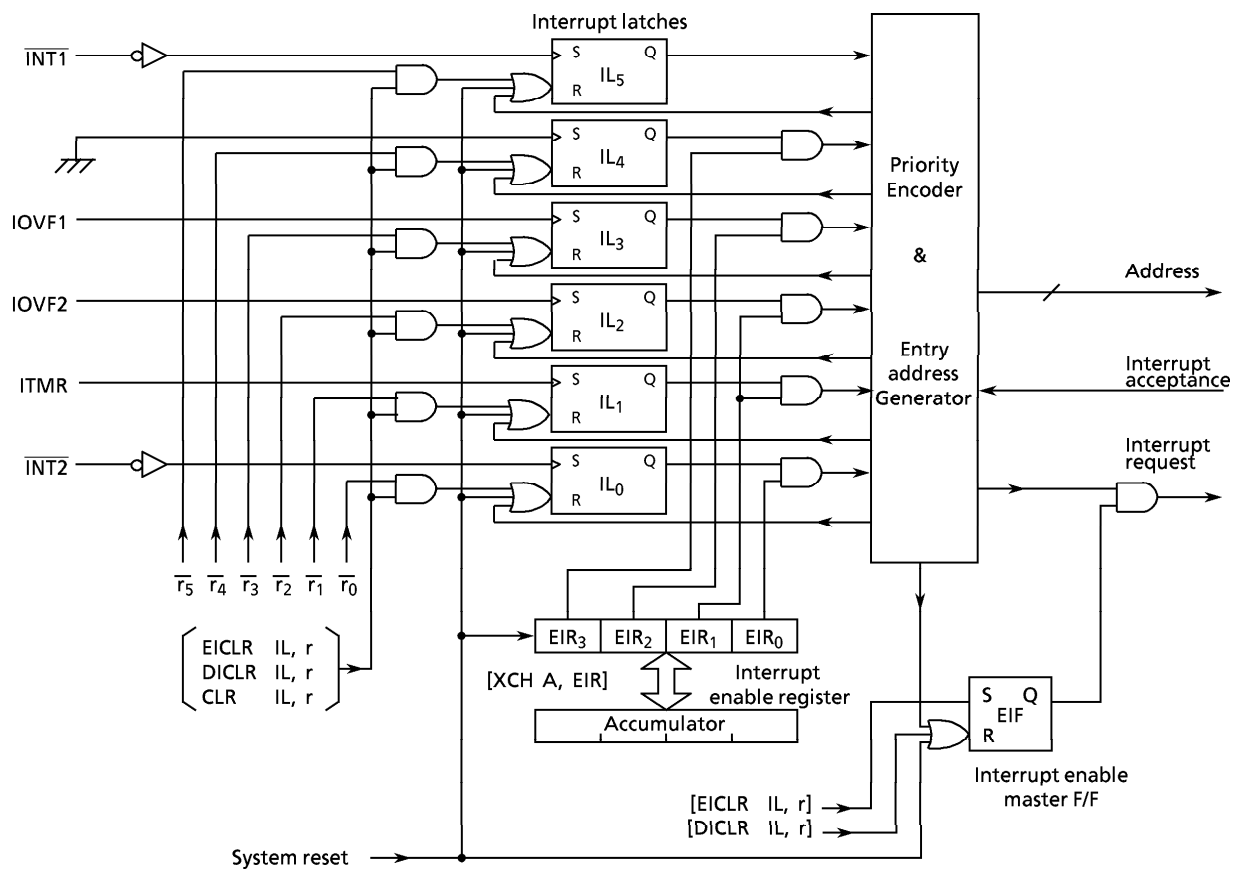 Interrupt latches
INT1
S Q
IL5
R
S Q
IL4
R
Priority
Encoder
IOVF1
S Q
IL3
R
&
Address
IOVF2
S Q
IL2
R
Entry
address
Generator
Interrupt
acceptance
ITMR
S Q
IL1
R
Interrupt
request
INT2
S Q
IL0
R
r5 r4 r3 r2 r1 r0
EICLR IL, r
DICLR IL, r
CLR IL, r
EIR3 EIR2 EIR1 EIR0
[XCH A, EIR]
Interrupt
enable register
Accumulator
S Q
EIF
R
Interrupt enable
master F/F
[EICLR IL, r]
[DICLR IL, r]
System reset